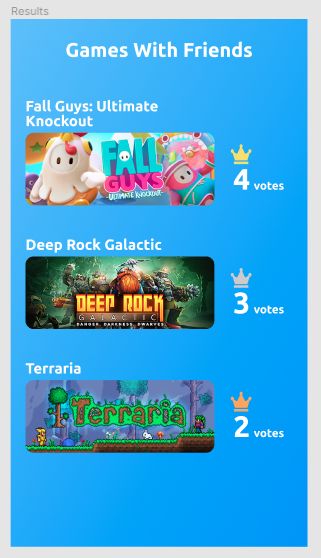 Results
Games With Friends
Fall Guys: Ultimate
Knockout
FALL
GUYS
ULTIMATE KNOCKOUT
4 votes
Deep Rock Galactic
DEEP ROCK
GALACTIC
DANGER. DARKNESS. DWARVES.
3 votes
Terraria
Terraria
2 votes